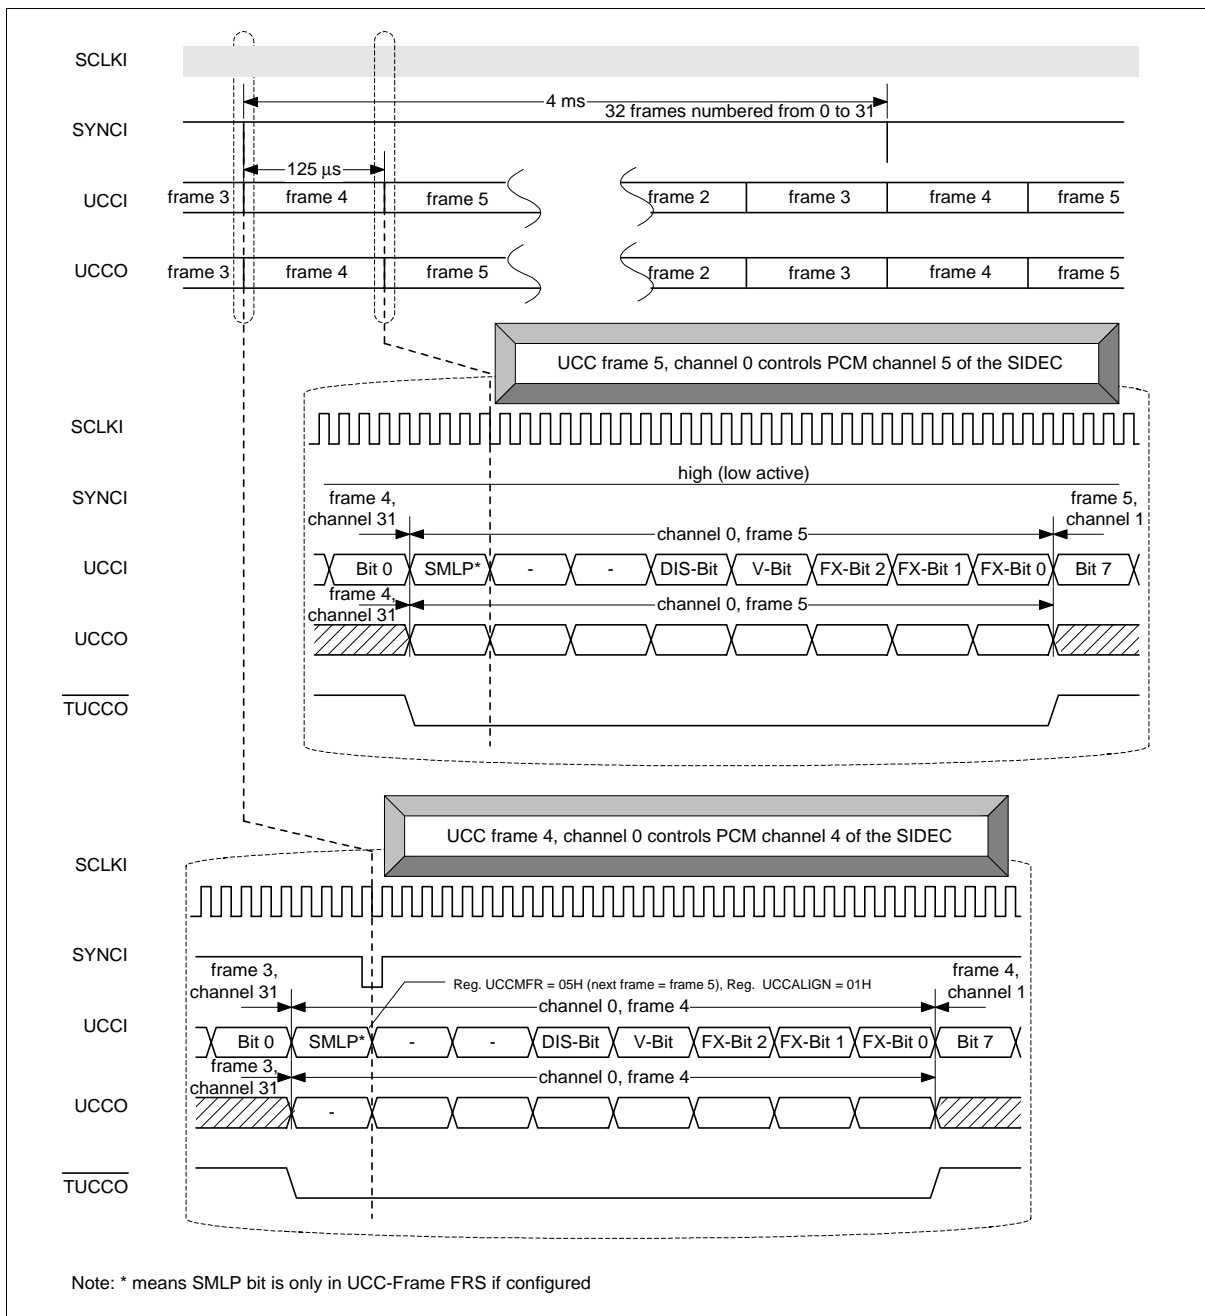 SCLKI
4 ms
32 frames numbered from 0 to 31
SYNCI
125 µs
UCCI
frame 3
frame 4
frame 5
frame 2
frame 3
frame 4
frame 5
UCCO
frame 3
frame 4
frame 5
frame 2
frame 3
frame 4
frame 5
UCC frame 5, channel 0 controls PCM channel 5 of the SIDEC
SCLKI
SYNCI
high (low active)
frame 4,
channel 31
channel 0, frame 5
frame 5,
channel 1
UCCI
Bit 0
SMLP*
-
-
DIS-Bit
V-Bit
FX-Bit 2
FX-Bit 1
FX-Bit 0
Bit 7
frame 4,
channel 31
channel 0, frame 5
UCCO
TUCCO
UCC frame 4, channel 0 controls PCM channel 4 of the SIDEC
SCLKI
SYNCI
frame 3,
channel 31
Reg. UCCMFR = 05H (next frame = frame 5), Reg. UCCALIGN = 01H
channel 0, frame 4
frame 4,
channel 1
UCCI
Bit 0
SMLP*
-
-
DIS-Bit
V-Bit
FX-Bit 2
FX-Bit 1
FX-Bit 0
Bit 7
frame 3,
channel 31
channel 0, frame 4
UCCO
-
TUCCO
Note: * means SMLP bit is only in UCC-Frame FRS if configured